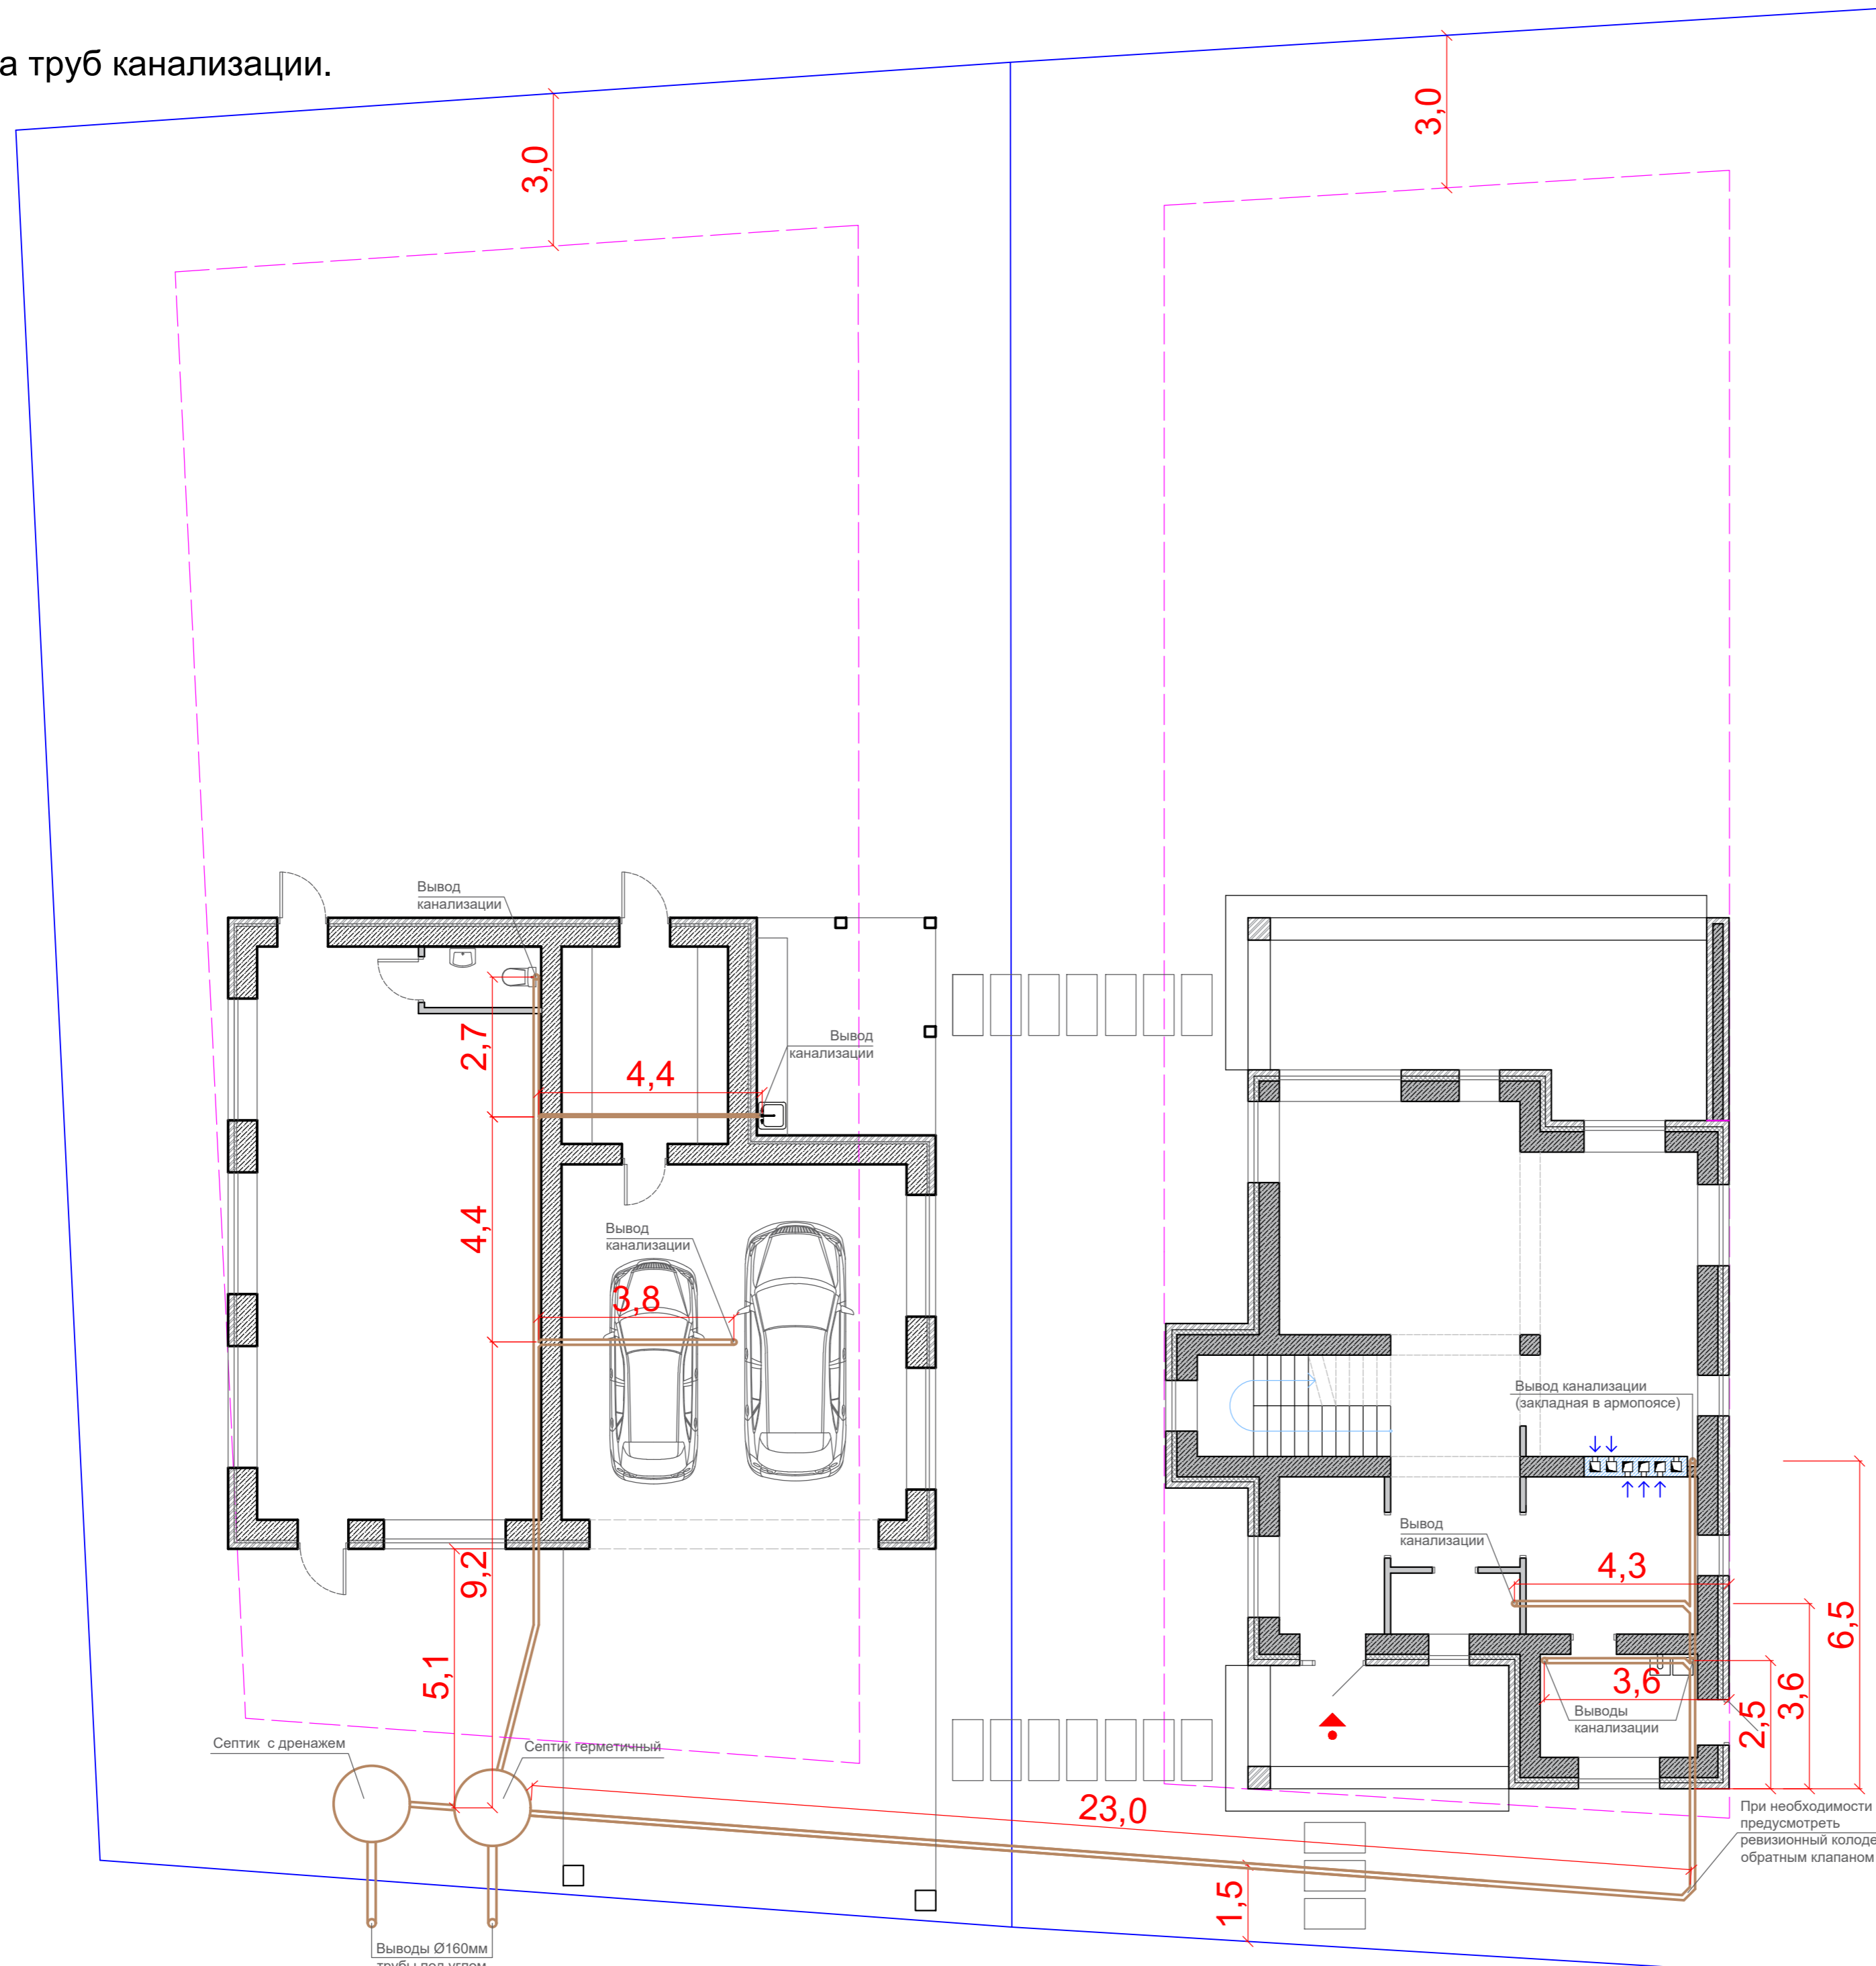 а труб канализации.
3,0
3,0
Вывод
канализации
2,7
4,4
Вывод
канализации
4,4
Вывод
канализации
3,8
9,2
5,1
Септик с дренажем
Септик герметичный
23,0
1,5
Выводы Ø160мм
трубы под углом
Вывод канализации
(закладная в армопоясе)
Вывод
канализации
4,3
6,5
3,6
3,6
2,5
Выводы
канализации
При необходимости
предусмотреть
ревизионный колоде
обратным клапаном